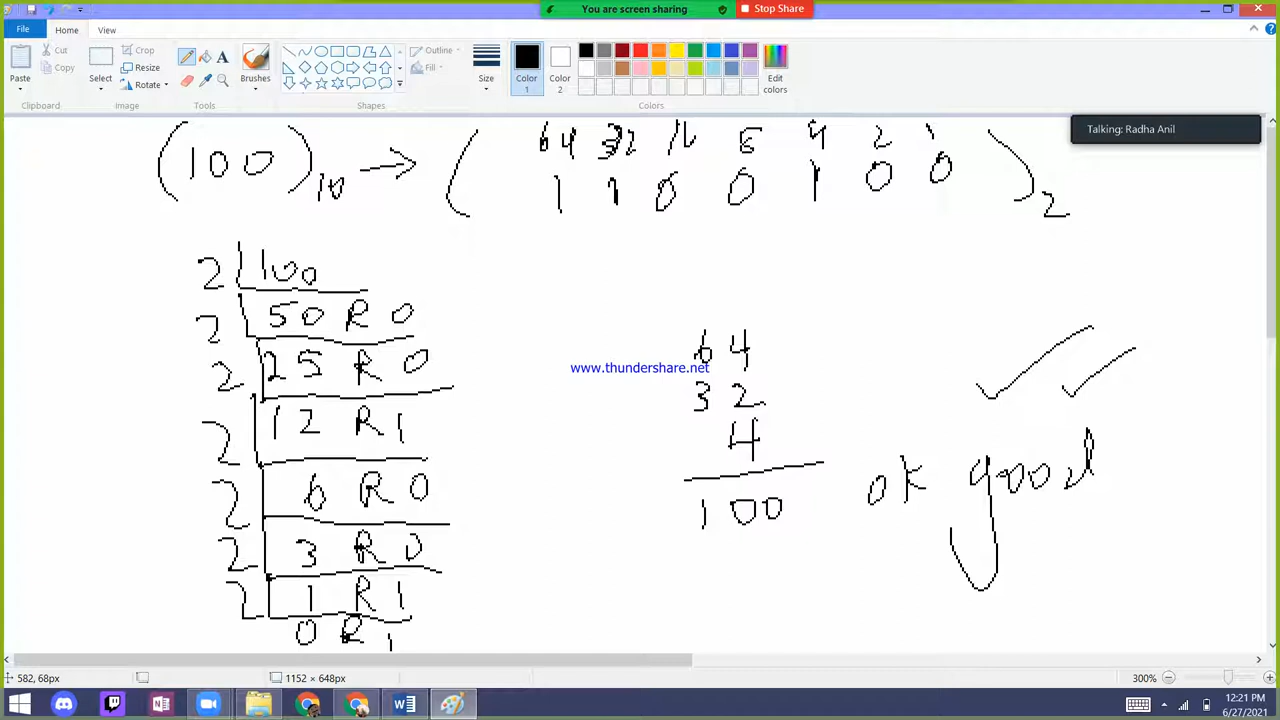 You are screen sharing Stop Share
File Home View
Cut Crop Outline
Copy Resize Fill Edit
Paste Select Rotate Brushes Size Color 1 Color 2 colors
Clipboard Image Tools Shapes Colors
Talking: Radha Anil
64 32 16 8 4 2 1
(100)10 → (1 1 0 0 1 0 0)2
2 100
2 50 R 0
2 25 R 0
2 12 R 1
2 6 R 0
2 3 R 0
2 1 R 1
0 R 1
64
www.thundershare.net
32
4
100
ok good
582, 68px 1152 × 648px 300%
12:21 PM
6/27/2021